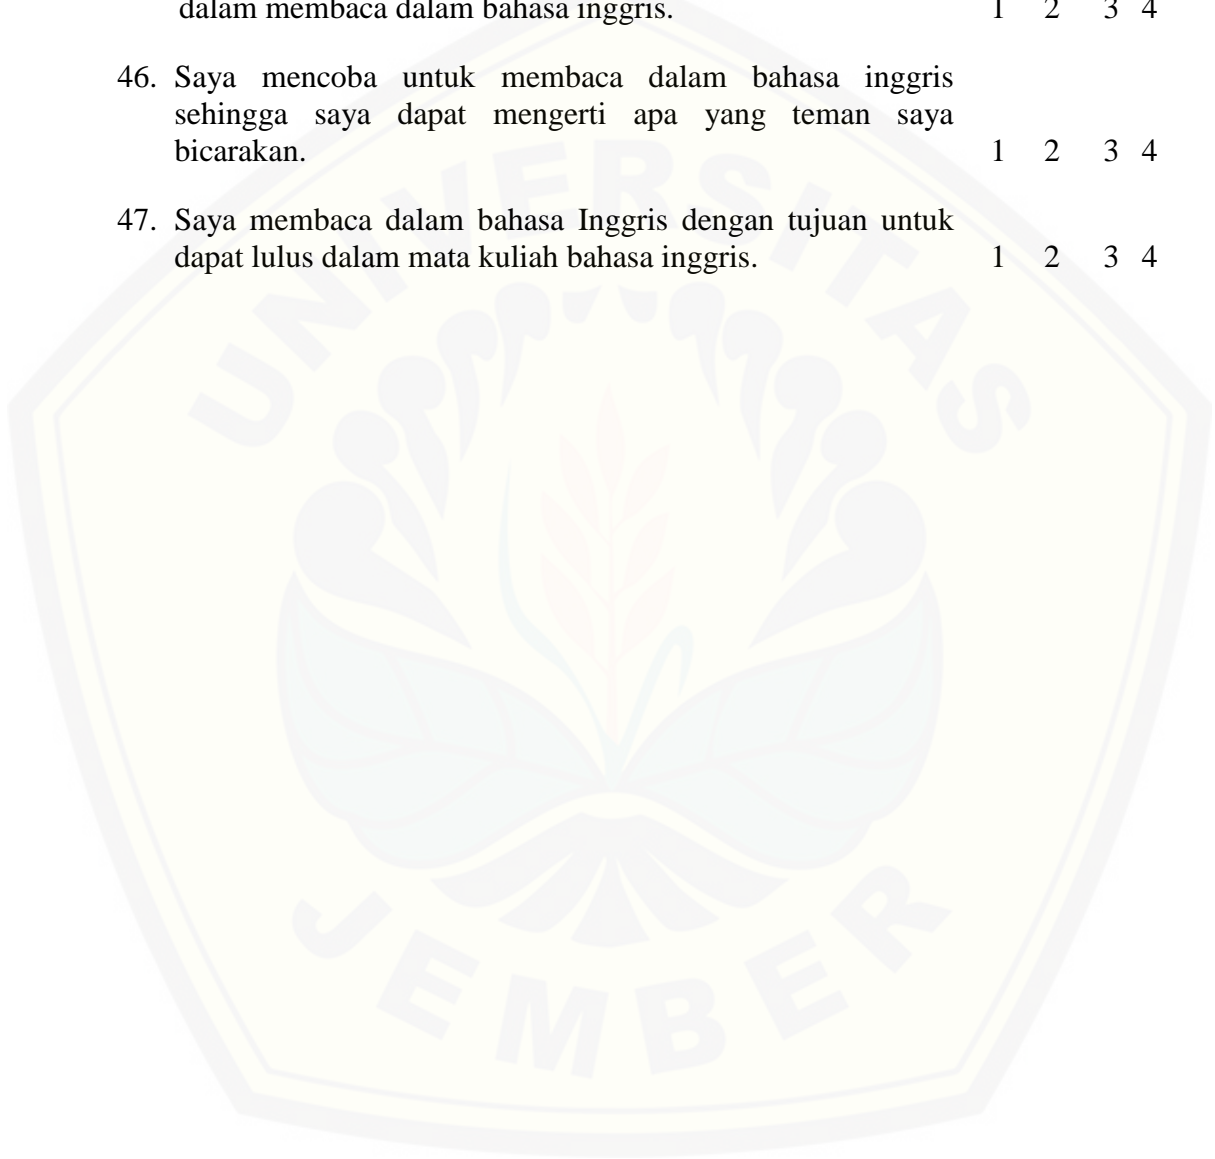 dalam membaca dalam bahasa inggris. 1 2 3 4
46. Saya mencoba untuk membaca dalam bahasa inggris
sehingga saya dapat mengerti apa yang teman saya
bicarakan. 1 2 3 4
47. Saya membaca dalam bahasa Inggris dengan tujuan untuk
dapat lulus dalam mata kuliah bahasa inggris. 1 2 3 4
UNIVERSITAS
JEMBER